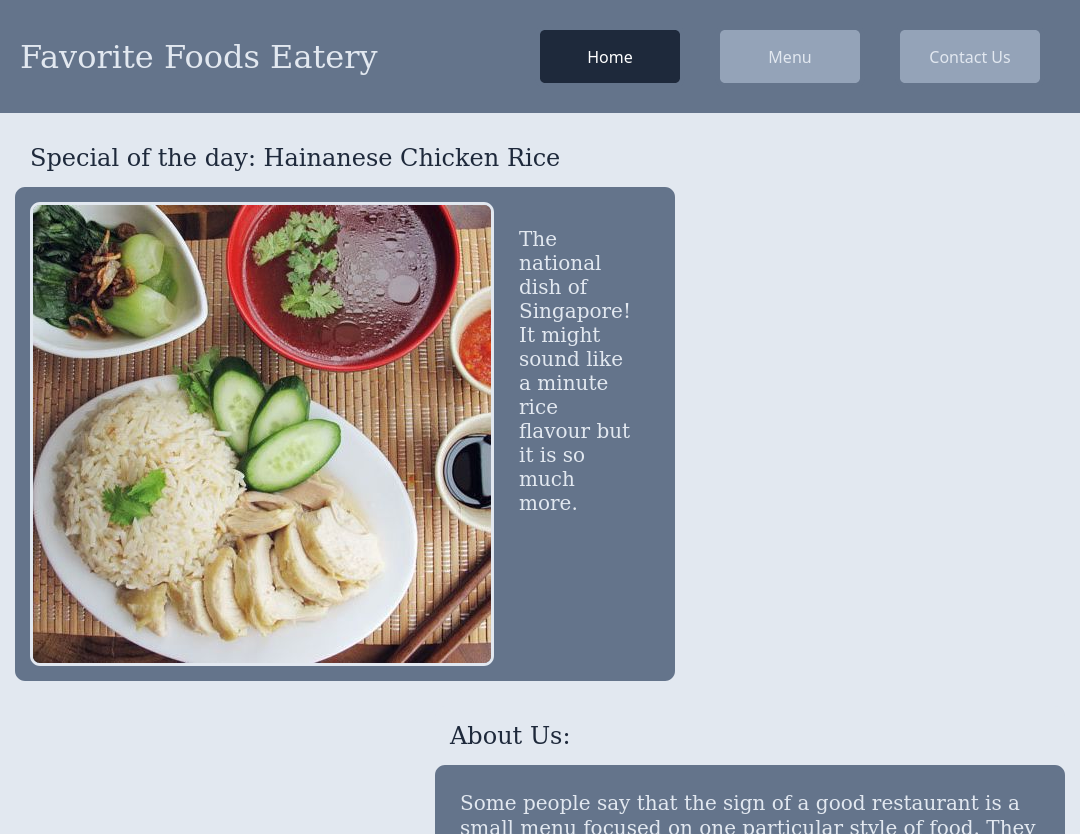 Favorite Foods Eatery
Home
Menu
Contact Us
Special of the day: Hainanese Chicken Rice
The
national
dish of
Singapore!
It might
sound like
a minute
rice
flavour but
it is so
much
more.
About Us:
Some people say that the sign of a good restaurant is a
small menu focused on one particular style of food. They